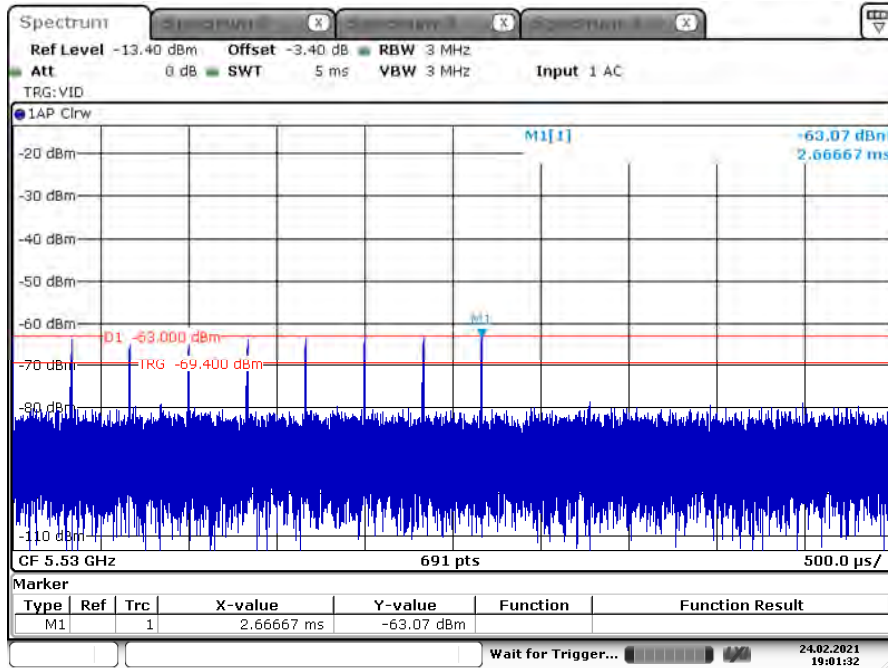 Spectrum X X X
Ref Level -13.40 dBm Offset -3.40 dB RBW 3 MHz
Att 0 dB SWT 5 ms VBW 3 MHz Input 1 AC
TRG:VID
1AP Clrw
M1[1] -63.07 dBm
2.66667 ms
-20 dBm
-30 dBm
-40 dBm
-50 dBm
-60 dBm
M1
D1 -63.000 dBm
-70 dBm
TRG -69.400 dBm
-80 dBm
-110 dBm
CF 5.53 GHz 691 pts 500.0 µs/
Marker
Type Ref Trc X-value Y-value Function Function Result
M1 1 2.66667 ms -63.07 dBm
Wait for Trigger... 24.02.2021
19:01:32